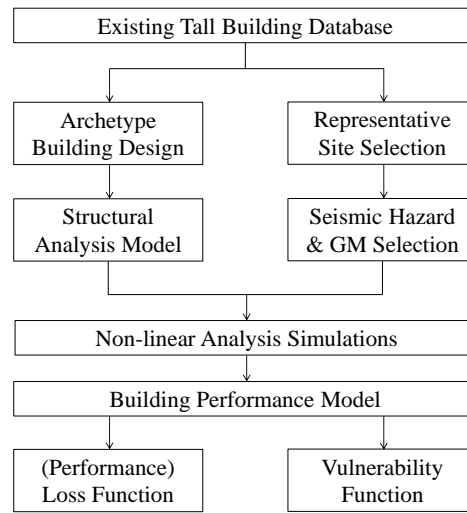 Existing Tall Building Database
Archetype
Building Design
Representative
Site Selection
Structural
Analysis Model
Seismic Hazard
& GM Selection
Non-linear Analysis Simulations
Building Performance Model
(Performance)
Loss Function
Vulnerability
Function